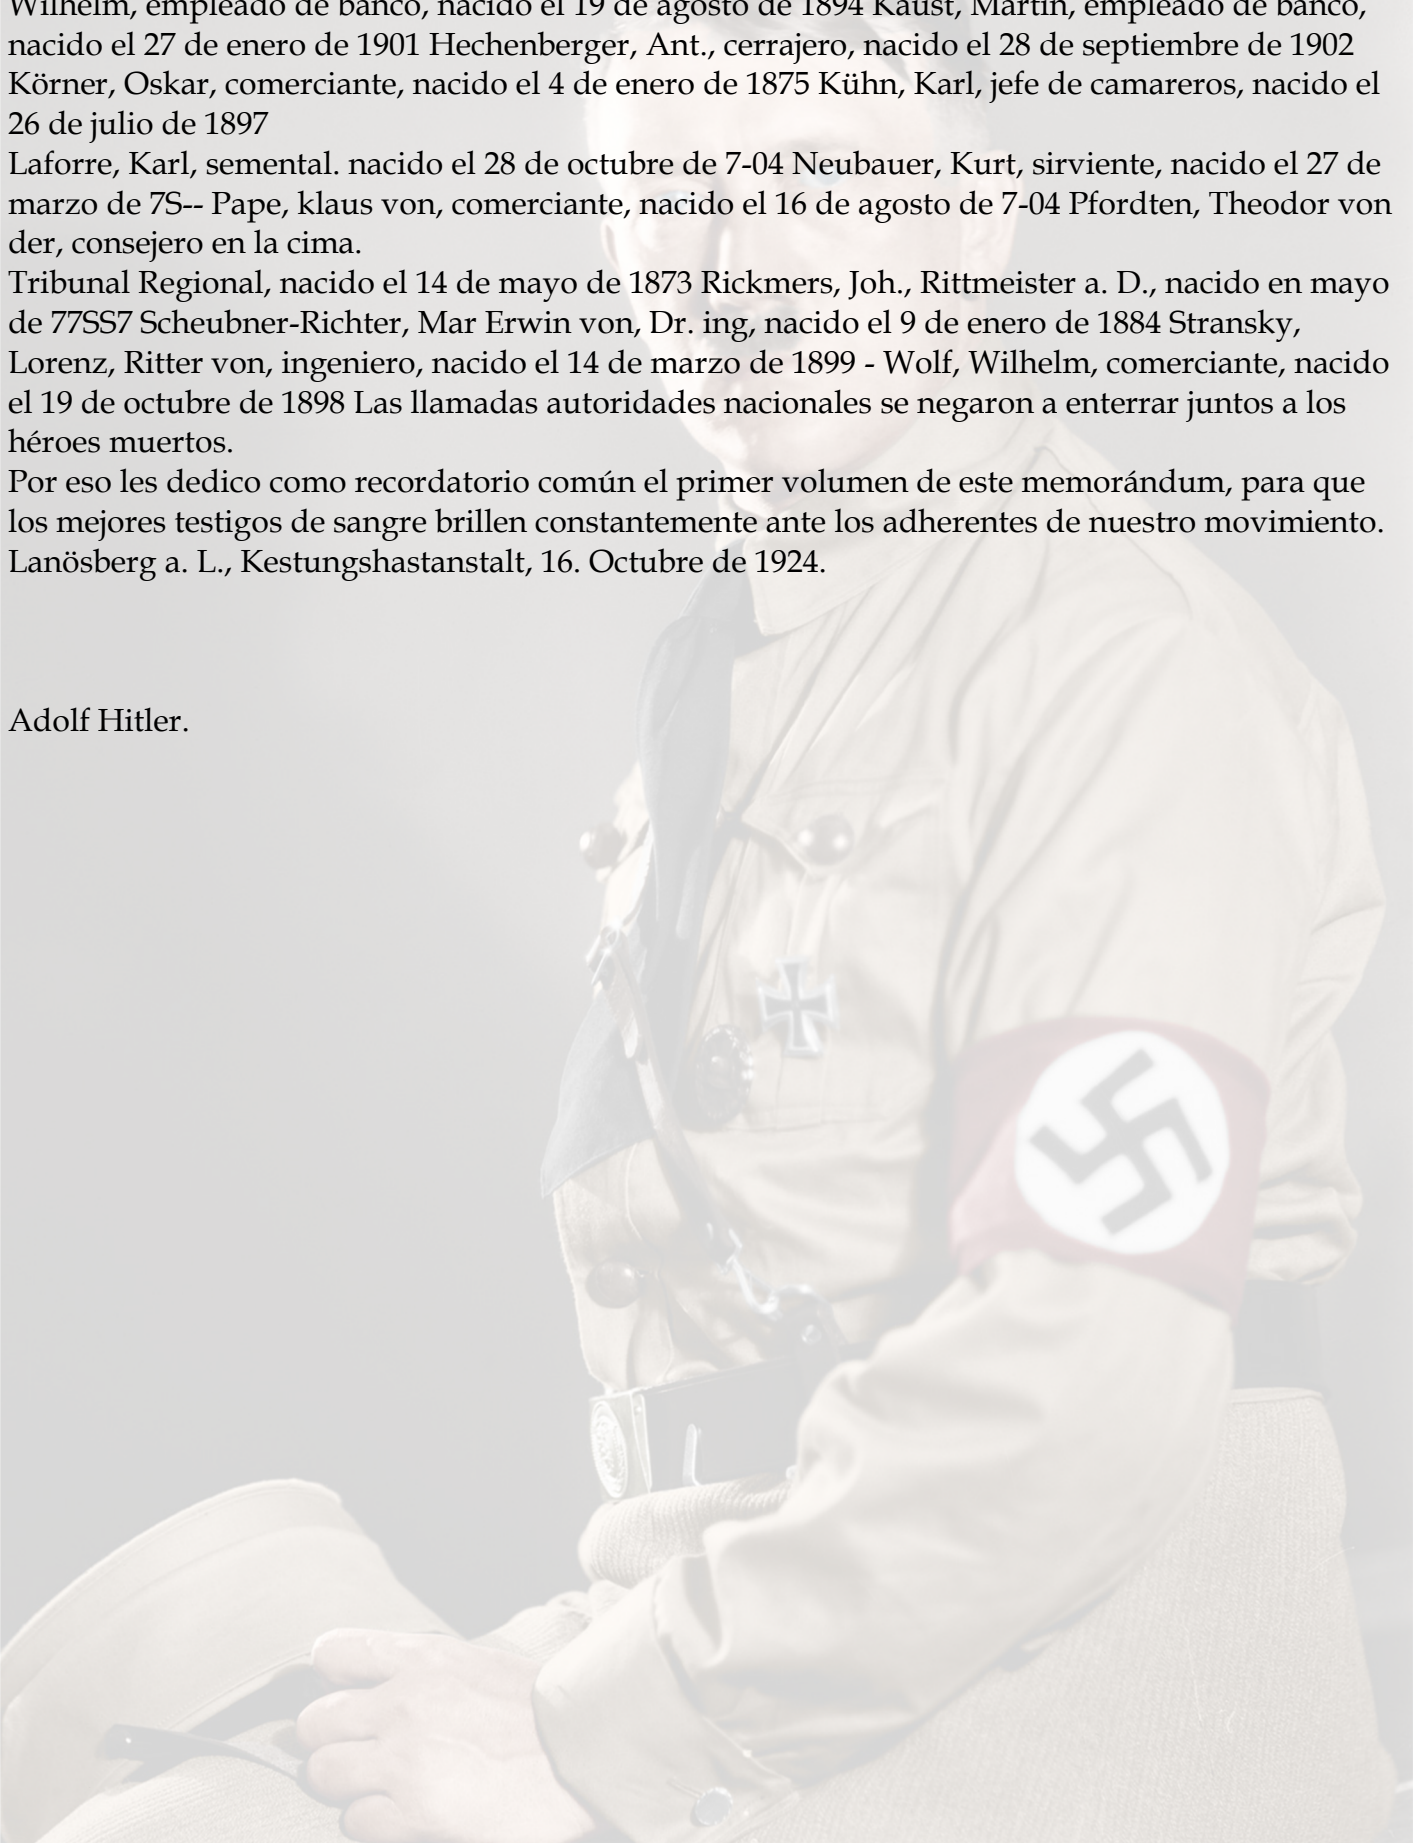 Wilhelm, empleado de banco, nacido el 19 de agosto de 1894 Kaust, Martin, empleado de banco,
nacido el 27 de enero de 1901 Hechenberger, Ant., cerrajero, nacido el 28 de septiembre de 1902
Körner, Oskar, comerciante, nacido el 4 de enero de 1875 Kühn, Karl, jefe de camareros, nacido el
26 de julio de 1897
Laforre, Karl, semental. nacido el 28 de octubre de 7-04 Neubauer, Kurt, sirviente, nacido el 27 de
marzo de 7S-- Pape, klaus von, comerciante, nacido el 16 de agosto de 7-04 Pfordten, Theodor von
der, consejero en la cima.
Tribunal Regional, nacido el 14 de mayo de 1873 Rickmers, Joh., Rittmeister a. D., nacido en mayo
de 77SS7 Scheubner-Richter, Mar Erwin von, Dr. ing, nacido el 9 de enero de 1884 Stransky,
Lorenz, Ritter von, ingeniero, nacido el 14 de marzo de 1899 - Wolf, Wilhelm, comerciante, nacido
el 19 de octubre de 1898 Las llamadas autoridades nacionales se negaron a enterrar juntos a los
héroes muertos.
Por eso les dedico como recordatorio común el primer volumen de este memorándum, para que
los mejores testigos de sangre brillen constantemente ante los adherentes de nuestro movimiento.
Lanösberg a. L., Kestungshastanstalt, 16. Octubre de 1924.
Adolf Hitler.